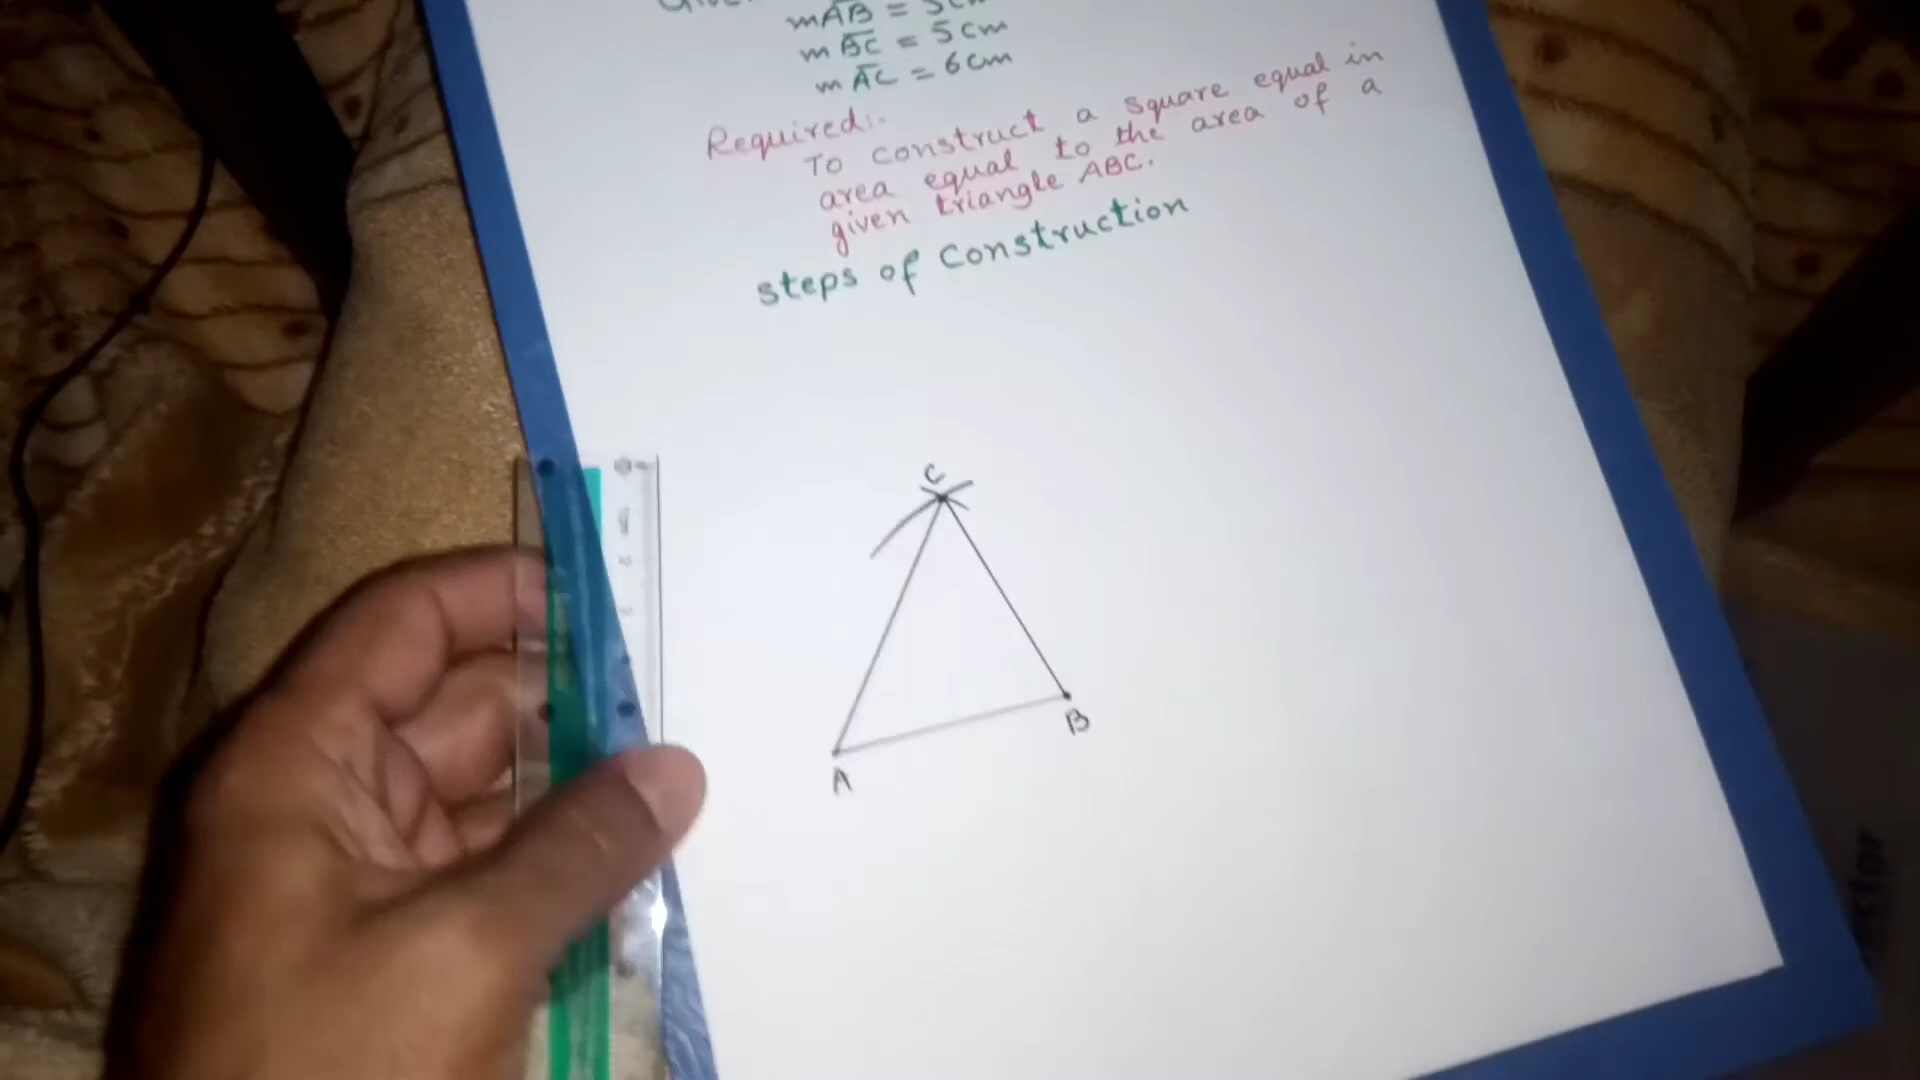 mAB = 5cm
mBC = 5cm
mAC = 6cm
Required:-
To construct a square equal in
area equal to the area of a
given triangle ABC.
steps of Construction
C
B
A